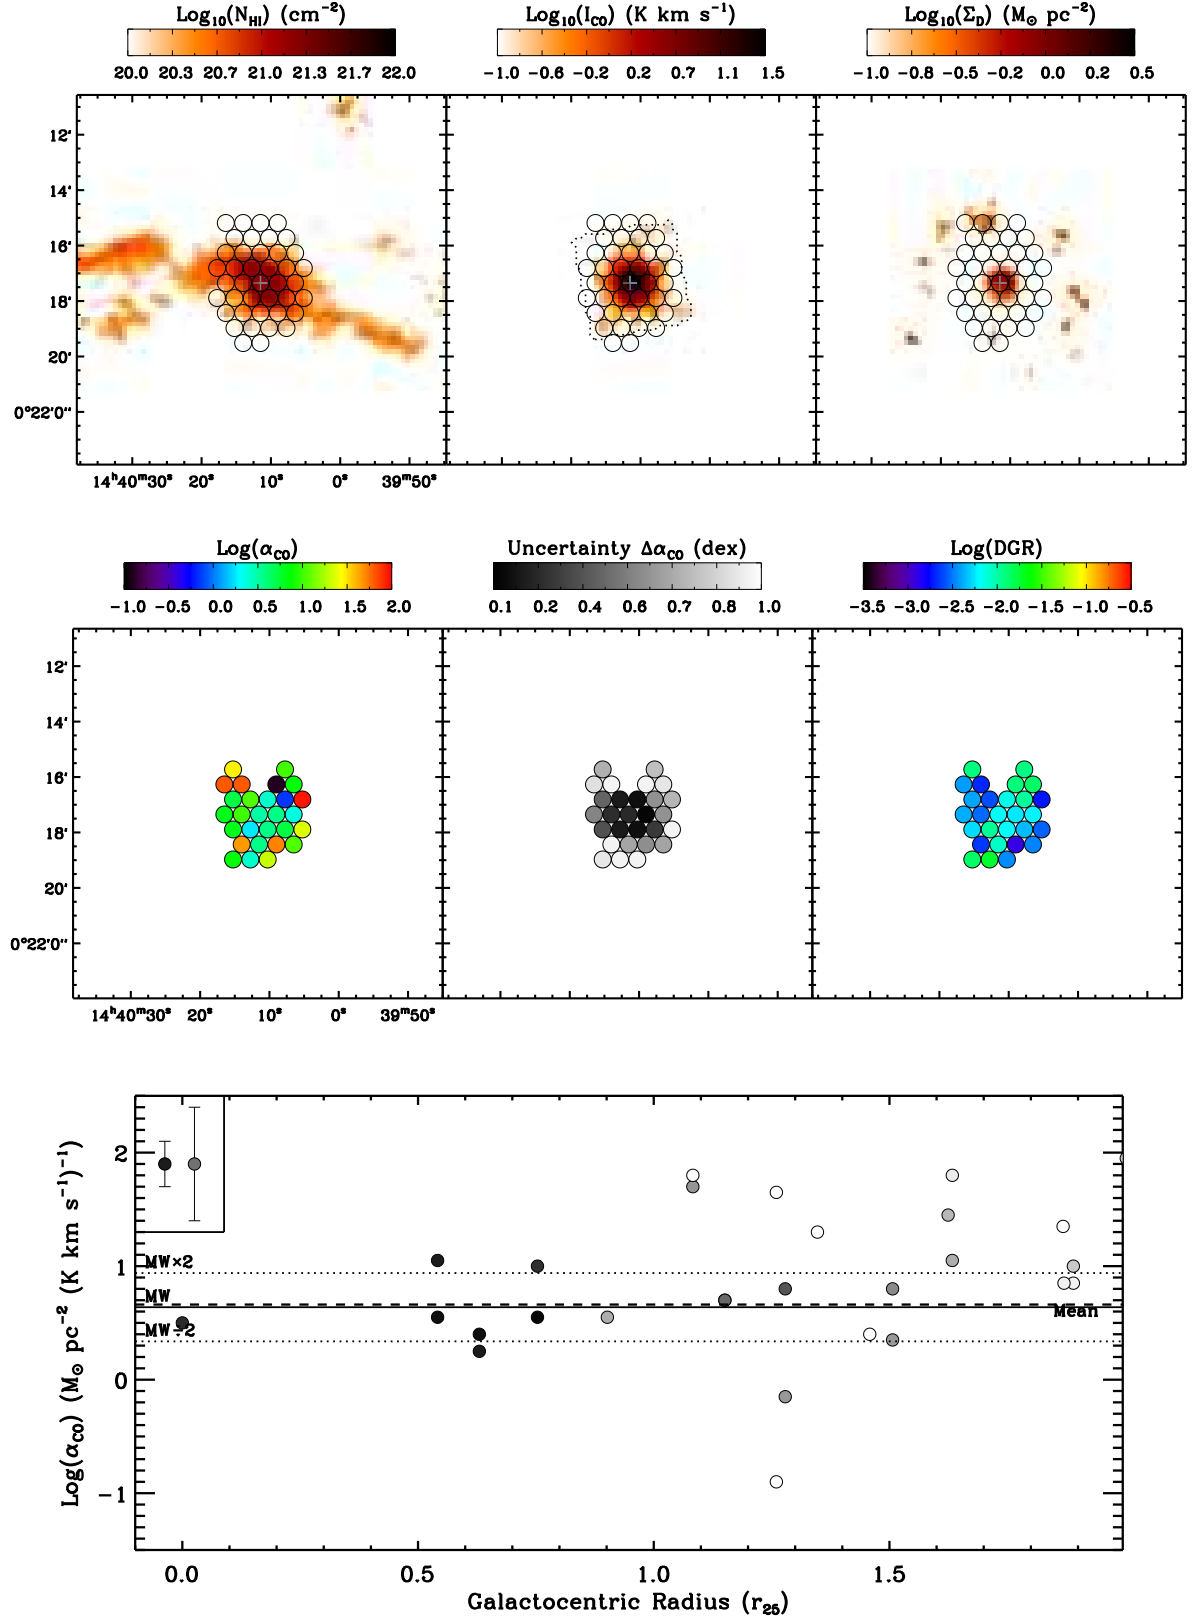 Log₁₀(N_HI) (cm⁻²)
Log₁₀(I_CO) (K km s⁻¹)
Log₁₀(Σ_D) (M☉ pc⁻²)
20.0 20.3 20.7 21.0 21.3 21.7 22.0
−1.0 −0.6 −0.2 0.2 0.7 1.1 1.5
−1.0 −0.8 −0.5 −0.2 0.0 0.2 0.5
12′
14′
16′
18′
20′
0°22′0″
14ʰ40ᵐ30ˢ 20ˢ 10ˢ 0ˢ 39ᵐ50ˢ
Log(α_CO)
Uncertainty Δα_CO (dex)
Log(DGR)
−1.0 −0.5 0.0 0.5 1.0 1.5 2.0
0.1 0.2 0.4 0.6 0.7 0.8 1.0
−3.5 −3.0 −2.5 −2.0 −1.5 −1.0 −0.5
12′
14′
16′
18′
20′
0°22′0″
14ʰ40ᵐ30ˢ 20ˢ 10ˢ 0ˢ 39ᵐ50ˢ
Log(α_CO) (M☉ pc⁻² (K km s⁻¹)⁻¹)
2
1
0
−1
MW×2
MW
MW÷2
Mean
0.0 0.5 1.0 1.5
Galactocentric Radius (r₂₅)